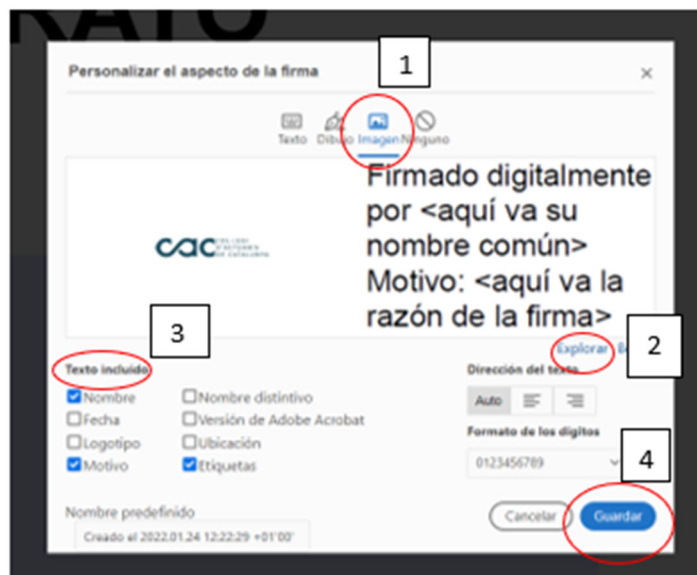 RATO
Personalizar el aspecto de la firma
1
Texto Dibujo Imagen Ninguno
Firmado digitalmente
por <aquí va su
nombre común>
Motivo: <aquí va la
razón de la firma>
cac
3
Explorar
2
Texto incluido
Dirección del texto
Nombre Nombre distintivo
Auto
Fecha Versión de Adobe Acrobat
Formato de los dígitos
Logotipo Ubicación
4
Motivo Etiquetas
0123456789
Nombre predefinido
Cancelar Guardar
Creado el 2022.01.24 12:22:29 +01'00'